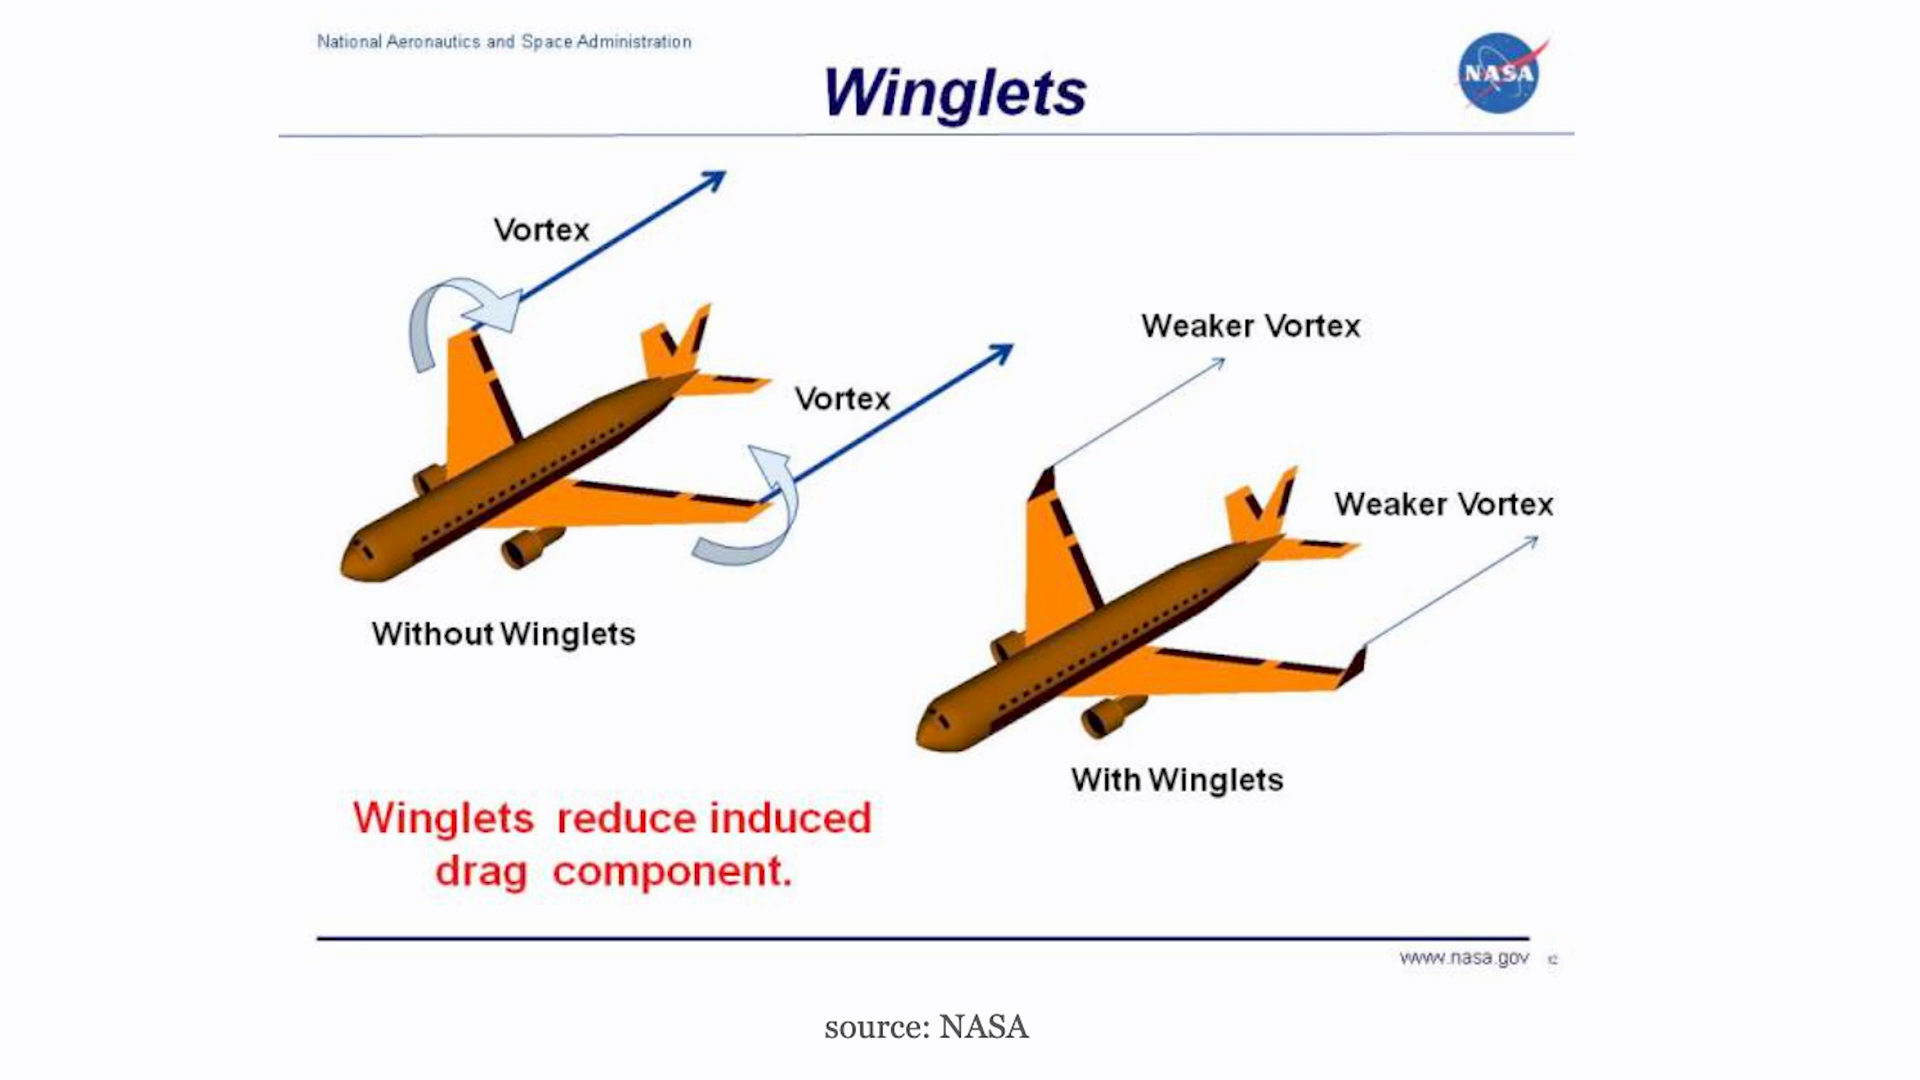 National Aeronautics and Space Administration
NASA
Winglets
Vortex
Vortex
Without Winglets
Weaker Vortex
Weaker Vortex
With Winglets
Winglets reduce induced
drag component.
www.nasa.gov
source: NASA